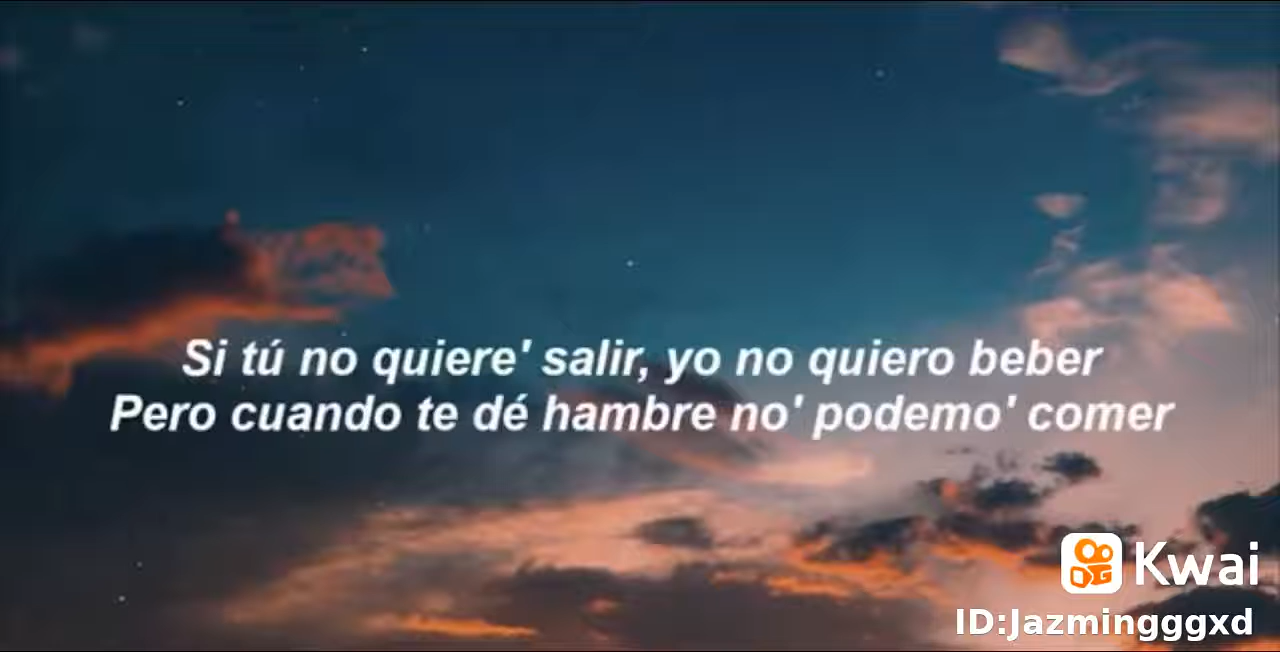 Si tú no quiere' salir, yo no quiero beber
Pero cuando te dé hambre no' podemo' comer
Kwai
ID:Jazmingggxd